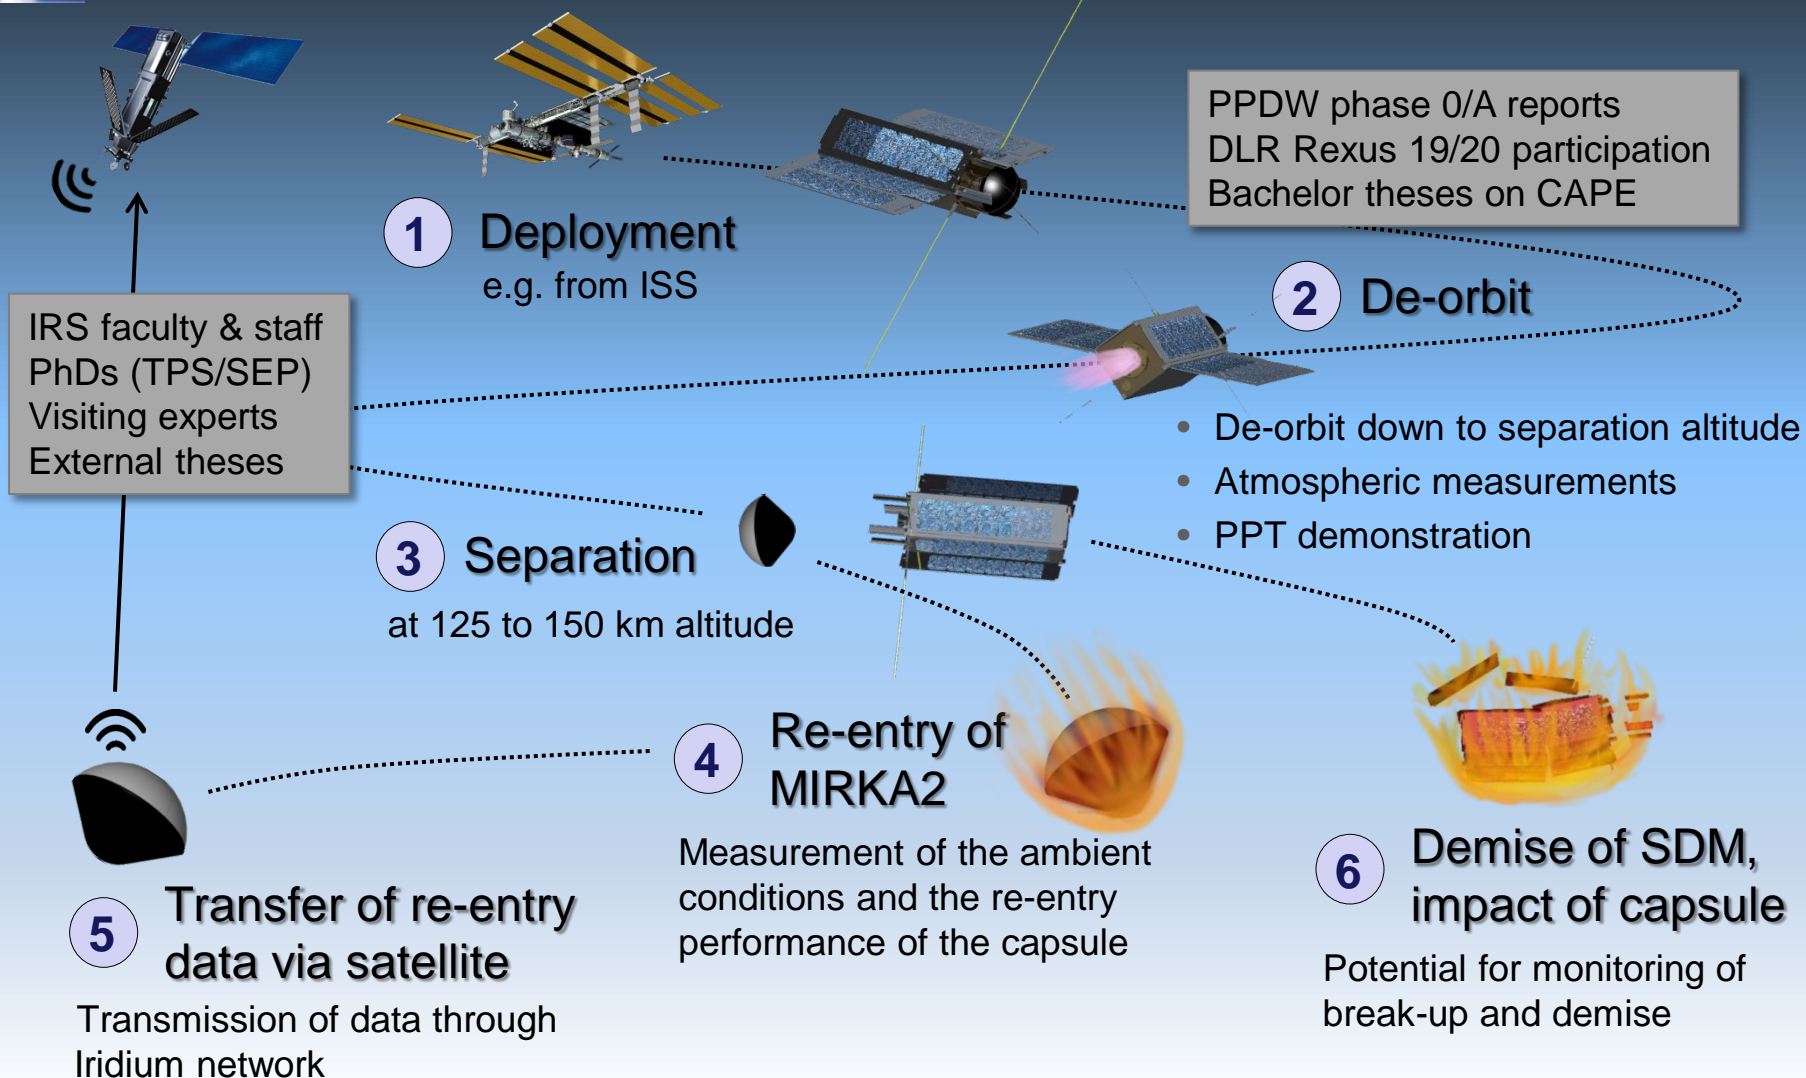 PPDW phase 0/A reports
DLR Rexus 19/20 participation
Bachelor theses on CAPE
1 Deployment
e.g. from ISS
2 De-orbit
IRS faculty & staff
PhDs (TPS/SEP)
Visiting experts
External theses
• De-orbit down to separation altitude
• Atmospheric measurements
• PPT demonstration
3 Separation
at 125 to 150 km altitude
4 Re-entry of
MIRKA2
Measurement of the ambient
conditions and the re-entry
performance of the capsule
5 Transfer of re-entry
data via satellite
Transmission of data through
Iridium network
6 Demise of SDM,
impact of capsule
Potential for monitoring of
break-up and demise